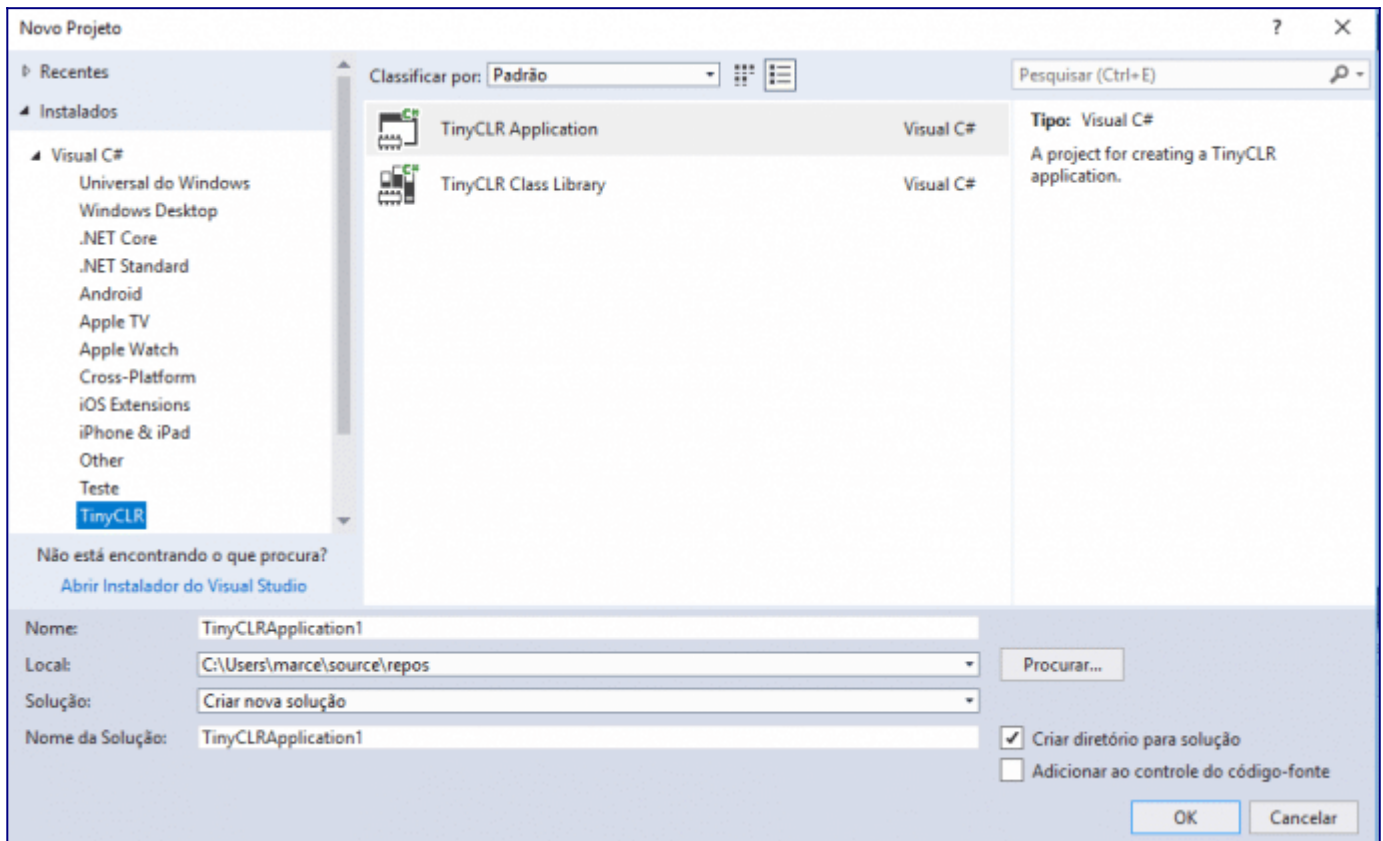 Novo Projeto
?
Recentes
Instalados
Visual C#
Universal do Windows
Windows Desktop
.NET Core
.NET Standard
Android
Apple TV
Apple Watch
Cross-Platform
iOS Extensions
iPhone & iPad
Other
Teste
TinyCLR
Não está encontrando o que procura?
Abrir Instalador do Visual Studio
Classificar por: Padrão
C# TinyCLR Application Visual C#
C# TinyCLR Class Library Visual C#
Pesquisar (Ctrl+E)
Tipo: Visual C#
A project for creating a TinyCLR
application.
Nome: TinyCLRApplication1
Local: C:\Users\marce\source\repos Procurar...
Solução: Criar nova solução
Nome da Solução: TinyCLRApplication1
Criar diretório para solução
Adicionar ao controle do código-fonte
OK Cancelar